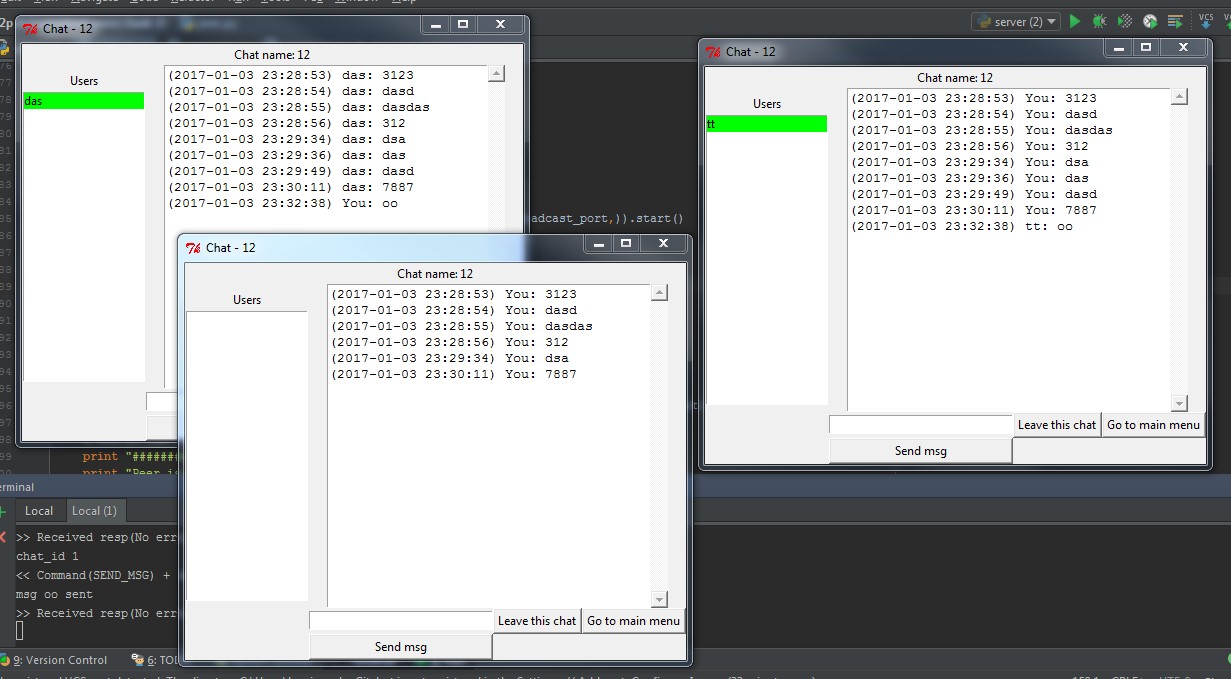 server (2)
VCS
Chat - 12
Chat name: 12
Users
das
(2017-01-03 23:28:53) das: 3123
(2017-01-03 23:28:54) das: dasd
(2017-01-03 23:28:55) das: dasdas
(2017-01-03 23:28:56) das: 312
(2017-01-03 23:29:34) das: dsa
(2017-01-03 23:29:36) das: das
(2017-01-03 23:29:49) das: dasd
(2017-01-03 23:30:11) das: 7887
(2017-01-03 23:32:38) You: oo
Chat - 12
Chat name: 12
Users
tt
(2017-01-03 23:28:53) You: 3123
(2017-01-03 23:28:54) You: dasd
(2017-01-03 23:28:55) You: dasdas
(2017-01-03 23:28:56) You: 312
(2017-01-03 23:29:34) You: dsa
(2017-01-03 23:29:36) You: das
(2017-01-03 23:29:49) You: dasd
(2017-01-03 23:30:11) You: 7887
(2017-01-03 23:32:38) tt: oo
Leave this chat Go to main menu
Send msg
adcast_port,)).start()
Chat - 12
Chat name: 12
Users
(2017-01-03 23:28:53) You: 3123
(2017-01-03 23:28:54) You: dasd
(2017-01-03 23:28:55) You: dasdas
(2017-01-03 23:28:56) You: 312
(2017-01-03 23:29:34) You: dsa
(2017-01-03 23:30:11) You: 7887
Leave this chat Go to main menu
Send msg
print "######
erminal
Local Local (1)
>> Received resp(No err
chat_id 1
<< Command(SEND_MSG) +
msg oo sent
>> Received resp(No err
9: Version Control 6: TOD